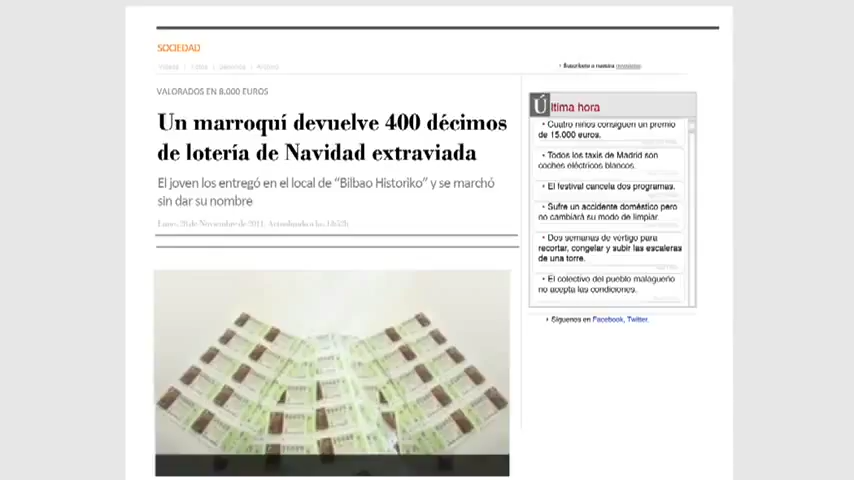 SOCIEDAD
Videos | Fotos | Galerías | Archivo
VALORADOS EN 8.000 EUROS
Un marroquí devuelve 400 décimos
de lotería de Navidad extraviada
El joven los entregó en el local de "Bilbao Historiko" y se marchó
sin dar su nombre
Suscríbete a nuestra
Última hora
• Cuatro niños consiguen un premio
de 15.000 euros.
• Todos los taxis de Madrid son
coches eléctricos blancos.
• El festival cancela dos programas.
• Sufre un accidente doméstico pero
no cambiará su modo de limpiar.
• Dos semanas de vértigo para
recortar, congelar y subir las escaleras
de una torre.
• El colectivo del pueblo malagueño
no acepta las condiciones.
Síguenos en Facebook, Twitter.